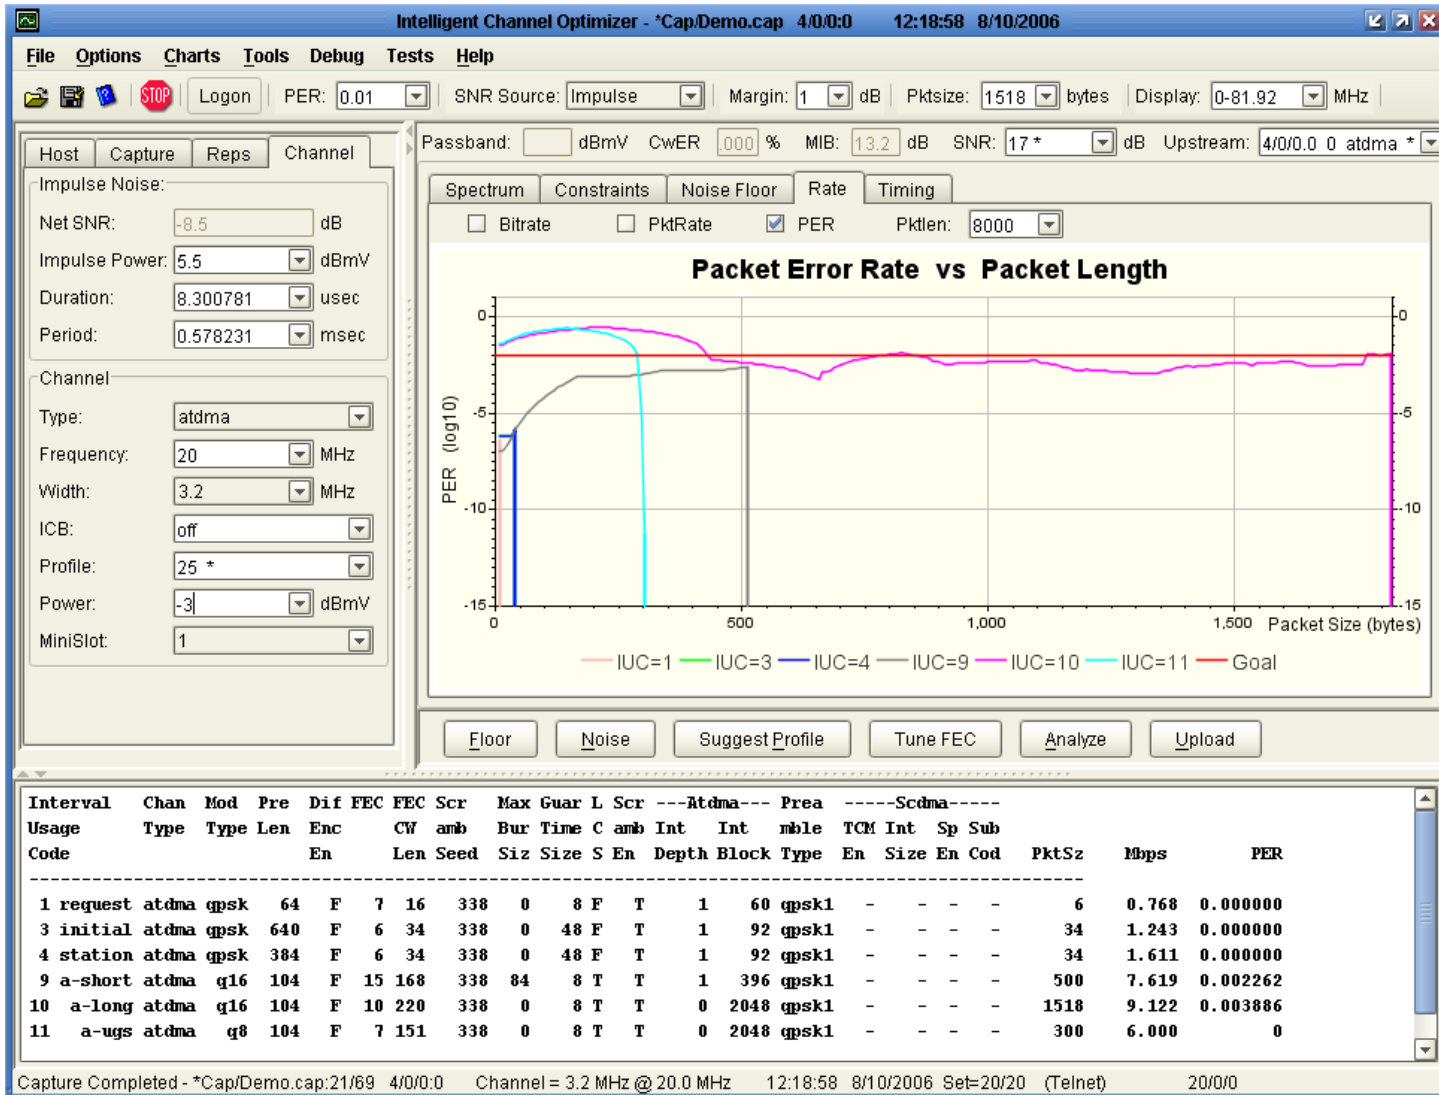 Intelligent Channel Optimizer - *Cap/Demo.cap 4/0/0:0 12:18:58 8/10/2006
File Options Charts Tools Debug Tests Help
STOP Logon PER: 0.01 SNR Source: Impulse Margin: 1 dB Pktsize: 1518 bytes Display: 0-81.92 MHz
Host Capture Reps Channel
Impulse Noise:
Net SNR: -8.5 dB
Impulse Power: 5.5 dBmV
Duration: 8.300781 usec
Period: 0.578231 msec
Channel
Type: atdma
Frequency: 20 MHz
Width: 3.2 MHz
ICB: off
Profile: 25 *
Power: -3 dBmV
MiniSlot: 1
Passband: dBmV CwER .000 % MIB: 13.2 dB SNR: 17 * dB Upstream: 4/0/0.0 0 atdma *
Spectrum Constraints Noise Floor Rate Timing
Bitrate PktRate PER Pktlen: 8000
Packet Error Rate vs Packet Length
0 0
-5 -5
-10 -10
-15 -15
PER (log10)
0 500 1,000 1,500 Packet Size (bytes)
IUC=1 IUC=3 IUC=4 IUC=9 IUC=10 IUC=11 Goal
Floor Noise Suggest Profile Tune FEC Analyze Upload
Interval Chan Mod Pre Dif FEC FEC Scr Max Guar L Scr ---Atdma--- Prea -----Scdma-----
Usage Type Type Len Enc CW amb Bur Time C amb Int Int mble TCM Int Sp Sub
Code En Len Seed Siz Size S En Depth Block Type En Size En Cod PktSz Mbps PER
--------------------------------------------------------------------------------
1 request atdma qpsk 64 F 7 16 338 0 8 F T 1 60 qpsk1 - - - - 6 0.768 0.000000
3 initial atdma qpsk 640 F 6 34 338 0 48 F T 1 92 qpsk1 - - - - 34 1.243 0.000000
4 station atdma qpsk 384 F 6 34 338 0 48 F T 1 92 qpsk1 - - - - 34 1.611 0.000000
9 a-short atdma q16 104 F 15 168 338 84 8 T T 1 396 qpsk1 - - - - 500 7.619 0.002262
10 a-long atdma q16 104 F 10 220 338 0 8 T T 0 2048 qpsk1 - - - - 1518 9.122 0.003886
11 a-ugs atdma q8 104 F 7 151 338 0 8 T T 0 2048 qpsk1 - - - - 300 6.000 0
Capture Completed - *Cap/Demo.cap:21/69 4/0/0:0 Channel = 3.2 MHz @ 20.0 MHz 12:18:58 8/10/2006 Set=20/20 (Telnet) 20/0/0